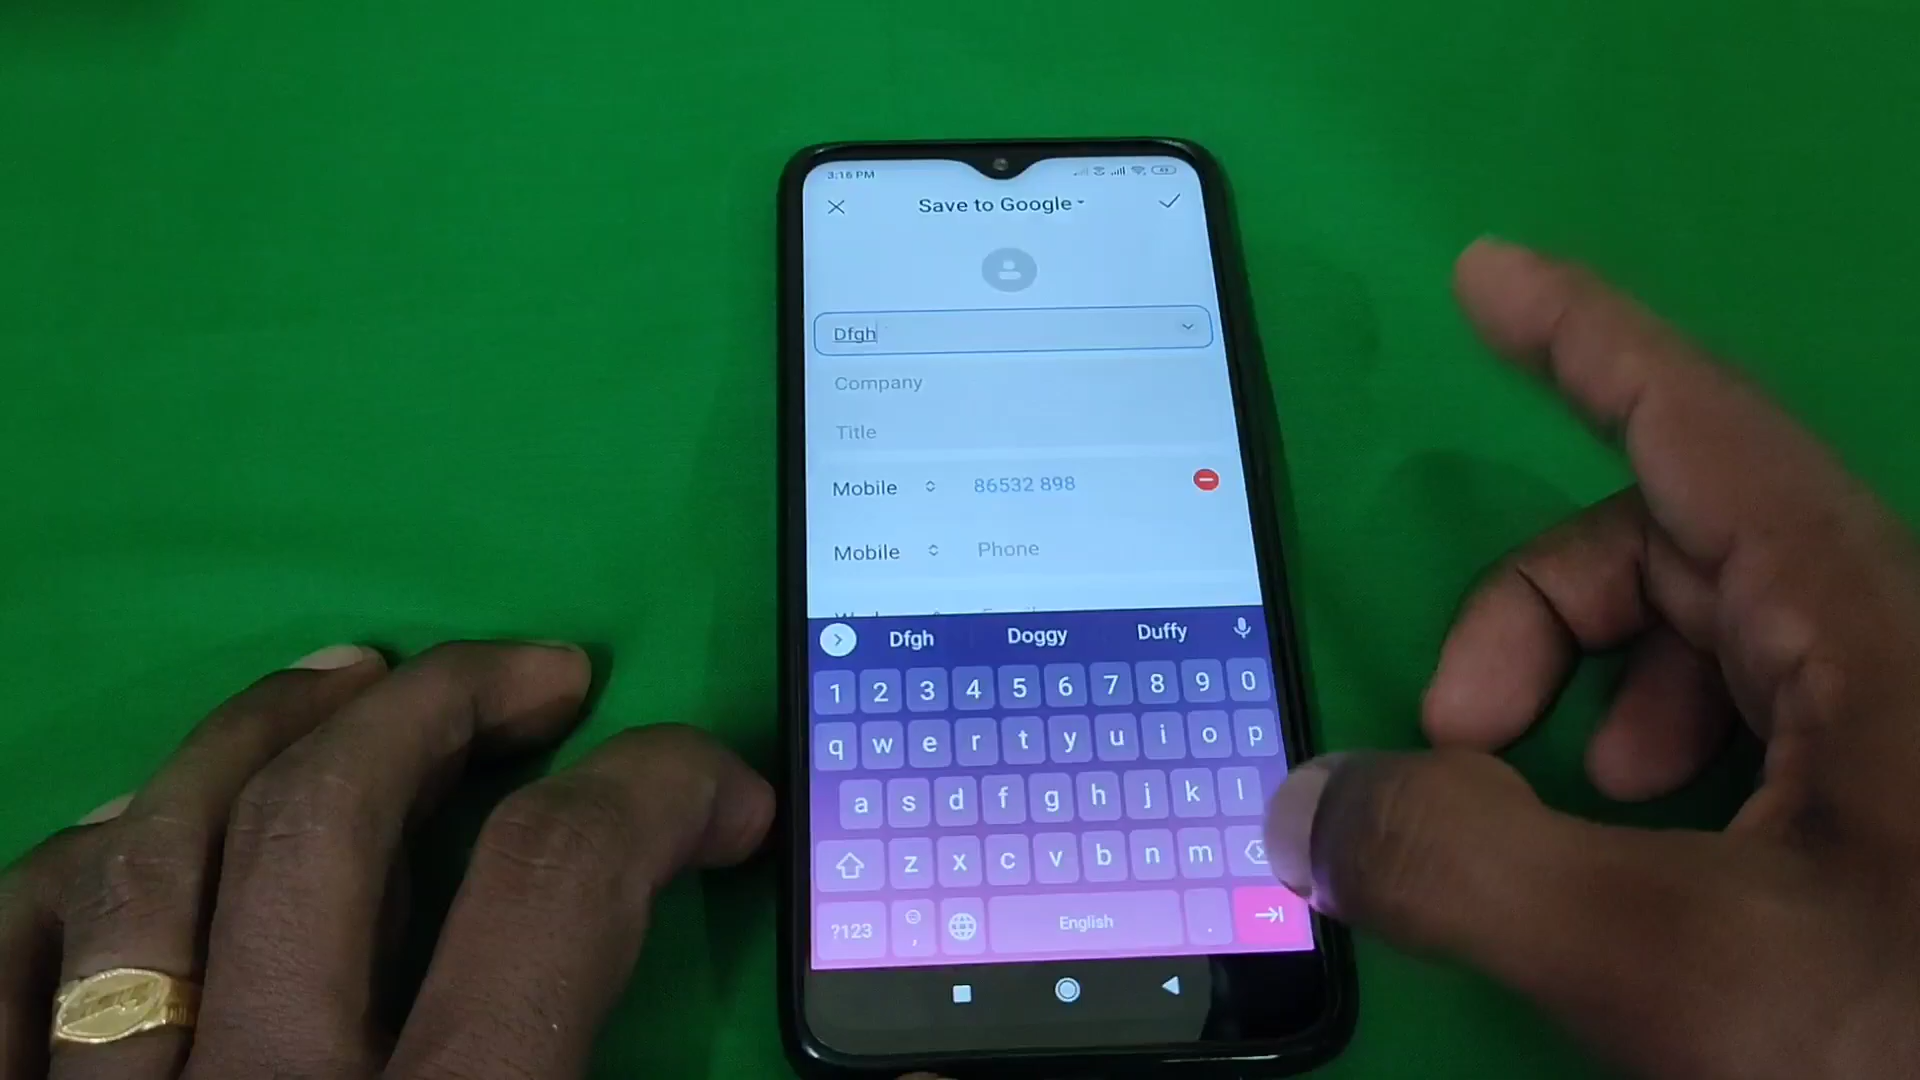 3:16 PM
Save to Google
Dfgh
Company
Title
Mobile 86532 898
Mobile Phone
Dfgh Doggy Duffy
1 2 3 4 5 6 7 8 9 0
q w e r t y u i o p
a s d f g h j k l
z x c v b n m
?123 , English .